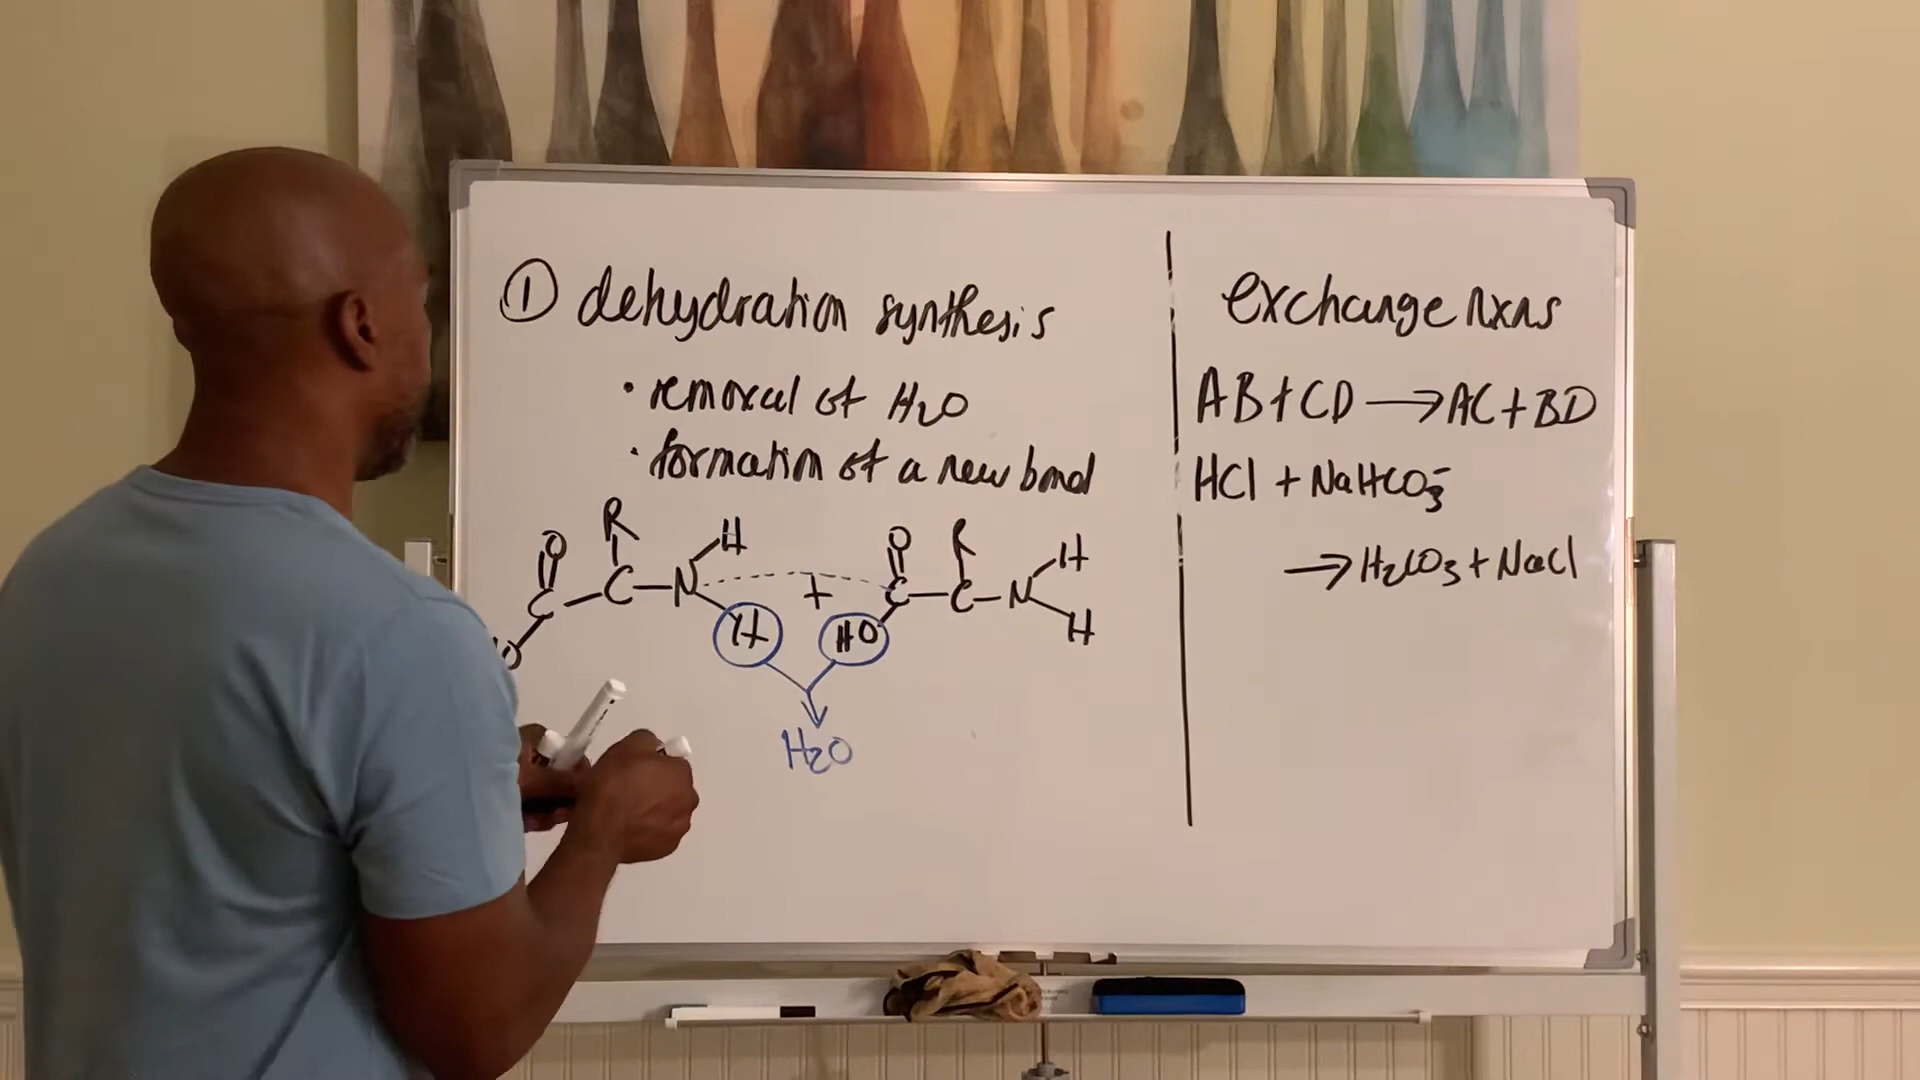 ① dehydration synthesis
• removal of H2O
• formation of a new bond
O R H O R H
C — C — N + C — C — N
O H HO H
H2O
exchange rxns
AB + CD → AC + BD
HCl + NaHCO3-
→ H2CO3 + NaCl